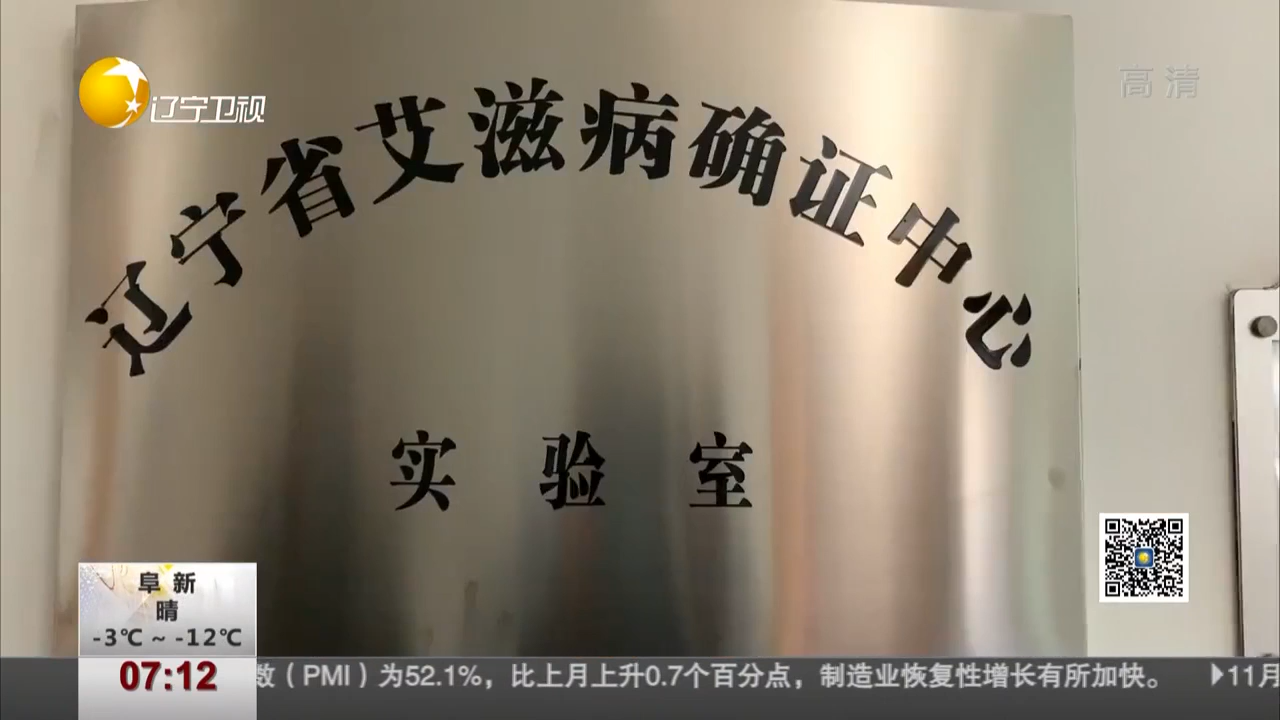 辽宁卫视
高清
辽宁省艾滋病确证中心
实验室
阜新
晴
-3℃~-12℃
07:12
数（PMI）为52.1%，比上月上升0.7个百分点，制造业恢复性增长有所加快。 ▶11月